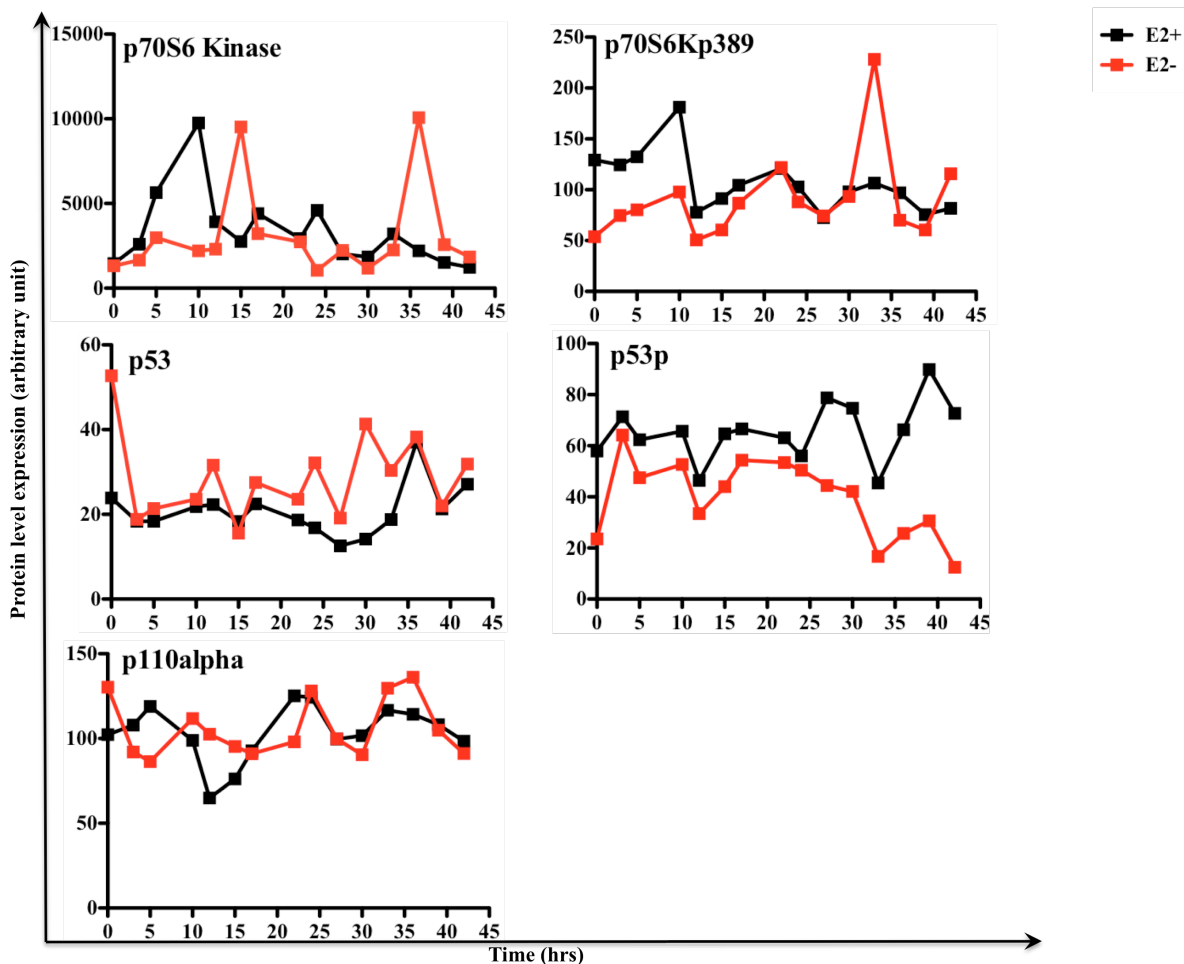 E2+
E2-
Protein level expression (arbitrary unit)
p70S6 Kinase
15000
10000
5000
0
0 5 10 15 20 25 30 35 40 45
p70S6Kp389
250
200
150
100
50
0
0 5 10 15 20 25 30 35 40 45
p53
60
40
20
0
0 5 10 15 20 25 30 35 40 45
p53p
100
80
60
40
20
0
0 5 10 15 20 25 30 35 40 45
p110alpha
150
100
50
0
0 5 10 15 20 25 30 35 40 45
Time (hrs)